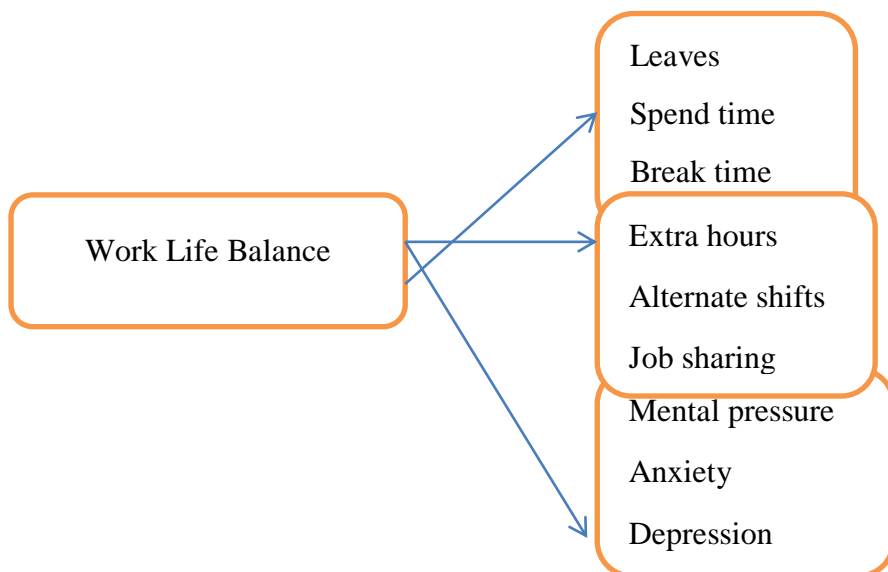 Work Life Balance
Leaves
Spend time
Break time
Extra hours
Alternate shifts
Job sharing
Mental pressure
Anxiety
Depression